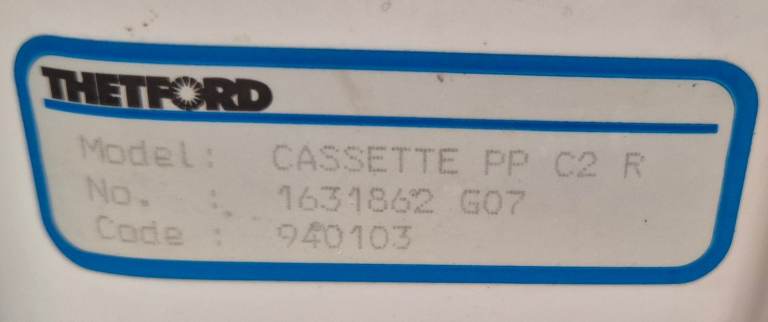 THETFORD
Model: CASSETTE PP C2 R
No. : 1631862 G07
Code : 940103